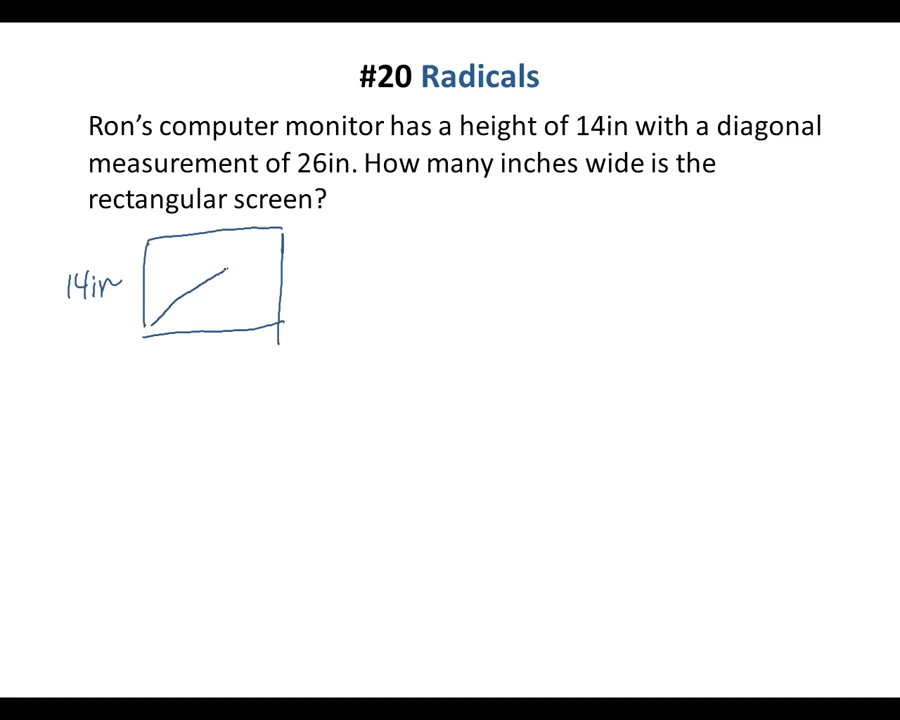 #20 Radicals
Ron’s computer monitor has a height of 14in with a diagonal
measurement of 26in. How many inches wide is the
rectangular screen?
14in